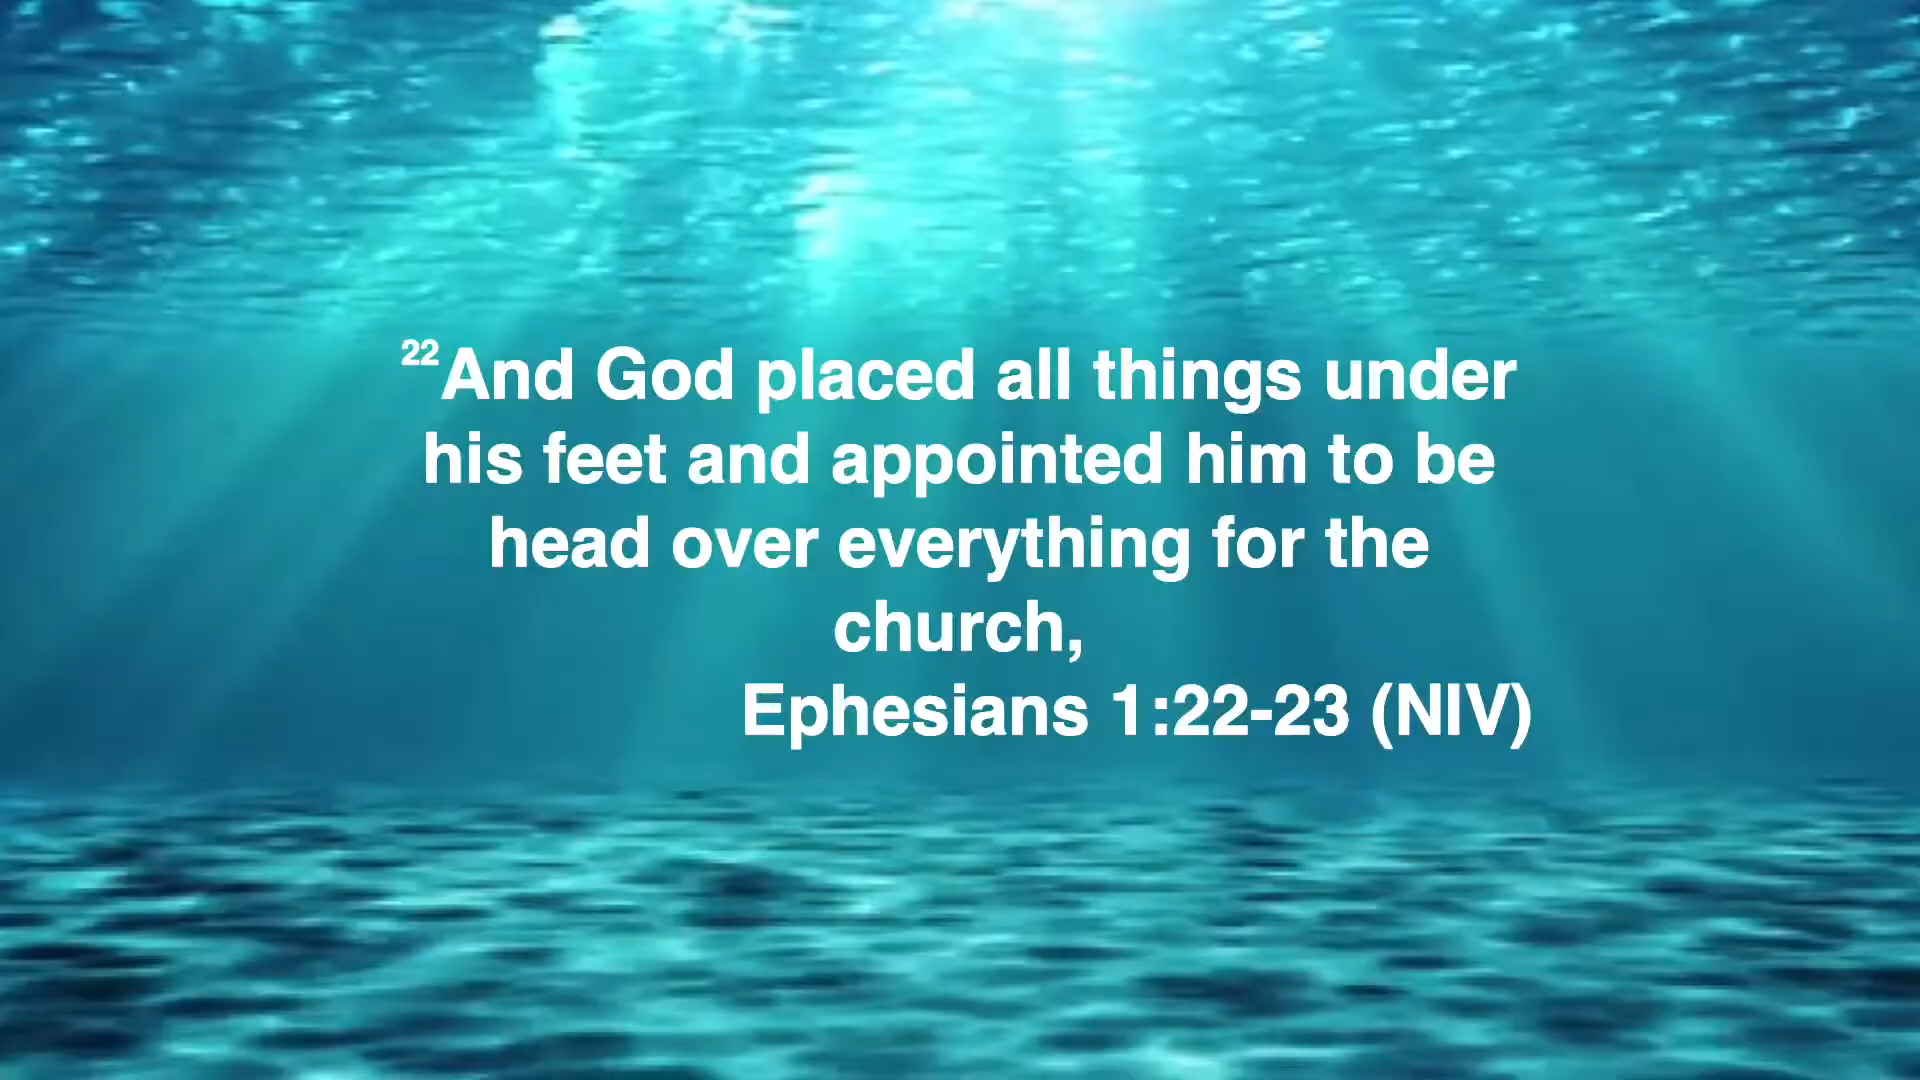 22And God placed all things under
his feet and appointed him to be
head over everything for the
church,
Ephesians 1:22-23 (NIV)